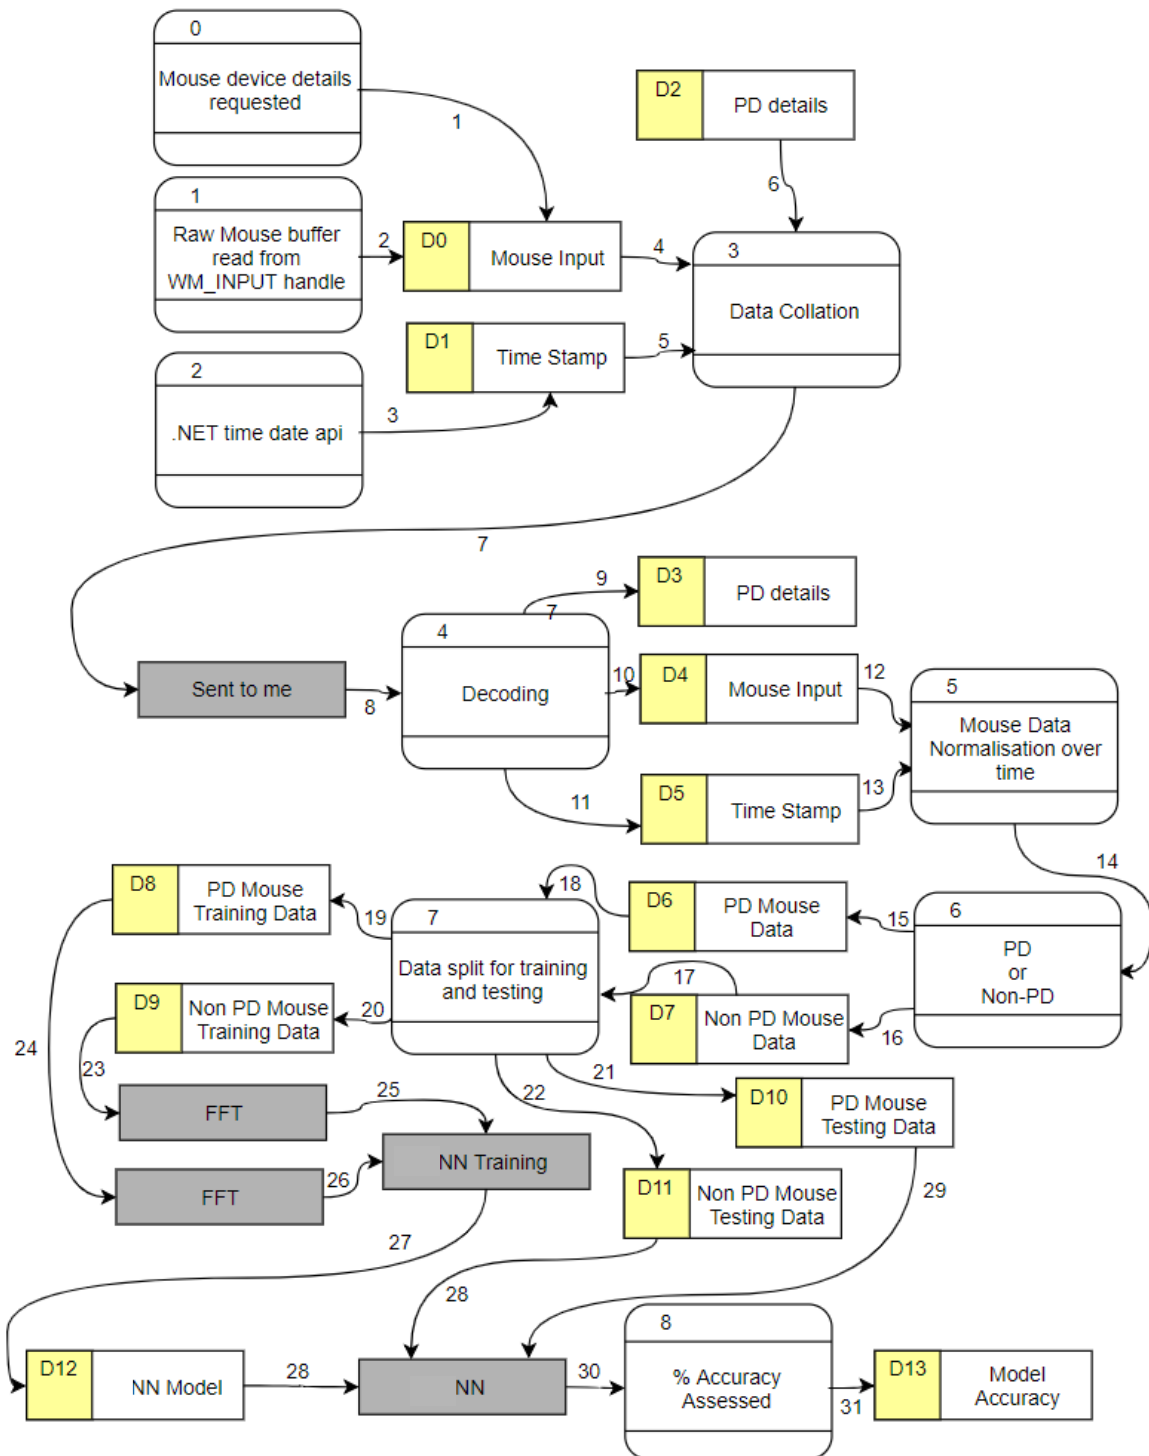 0
Mouse device details
requested
1
D2
PD details
6
1
Raw Mouse buffer
read from
WM_INPUT handle
2
D0
Mouse Input
4
3
Data Collation
D1
Time Stamp
5
2
.NET time date api
3
7
9
D3
PD details
7
4
Decoding
Sent to me
8
10
D4
Mouse Input
12
5
Mouse Data
Normalisation over
time
11
D5
Time Stamp
13
14
D8
PD Mouse
Training Data
19
18
7
Data split for training
and testing
D6
PD Mouse
Data
15
6
PD
or
Non-PD
D9
Non PD Mouse
Training Data
20
17
D7
Non PD Mouse
Data
16
24
23
FFT
25
22
21
D10
PD Mouse
Testing Data
NN Training
FFT
26
D11
Non PD Mouse
Testing Data
29
27
28
8
% Accuracy
Assessed
D12
NN Model
28
NN
30
31
D13
Model
Accuracy